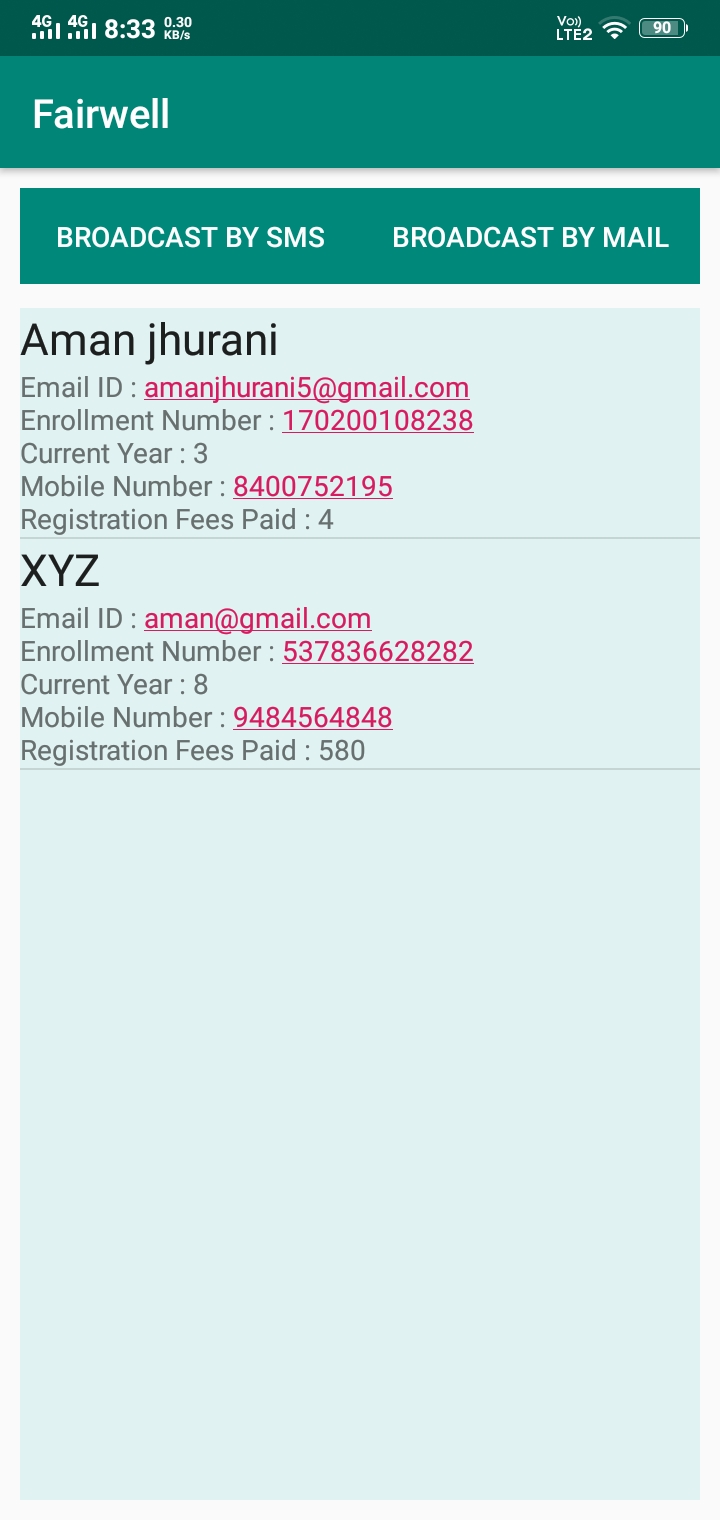 4G 4G 8:33 0.30 KB/s Vo)) LTE2 90
Fairwell
BROADCAST BY SMS BROADCAST BY MAIL
Aman jhurani
Email ID : amanjhurani5@gmail.com
Enrollment Number : 170200108238
Current Year : 3
Mobile Number : 8400752195
Registration Fees Paid : 4
XYZ
Email ID : aman@gmail.com
Enrollment Number : 537836628282
Current Year : 8
Mobile Number : 9484564848
Registration Fees Paid : 580